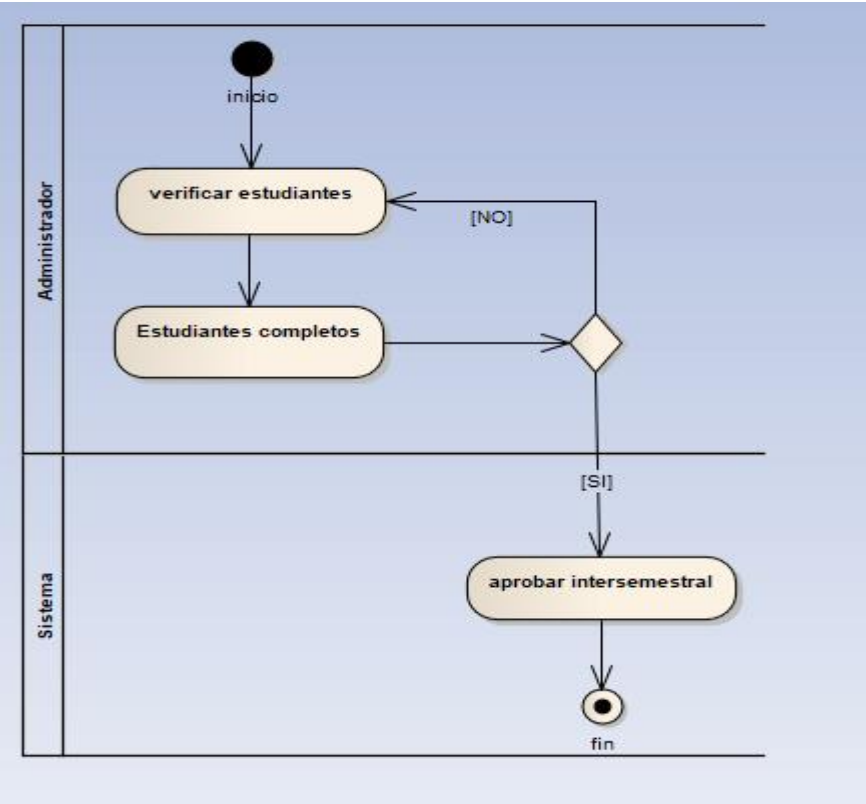 Administrador
inicio
verificar estudiantes
[NO]
Estudiantes completos
Sistema
[SI]
aprobar intersemestral
fin